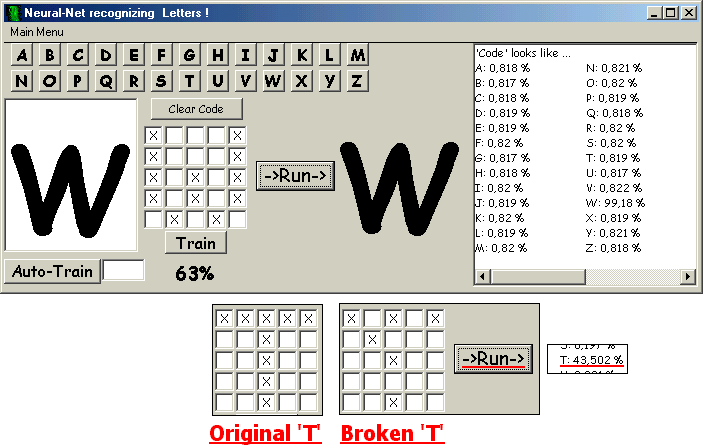 Neural-Net recognizing Letters !
Main Menu
A B C D E F G H I J K L M
N O P Q R S T U V W X Y Z
Clear Code
X X
X X
X X X
X X X
X X
->Run->
Train
Auto-Train
63%
W
W
'Code' looks like ...
A: 0,818 % N: 0,821 %
B: 0,817 % O: 0,82 %
C: 0,818 % P: 0,819 %
D: 0,819 % Q: 0,818 %
E: 0,819 % R: 0,82 %
F: 0,82 % S: 0,82 %
G: 0,817 % T: 0,819 %
H: 0,818 % U: 0,817 %
I: 0,82 % V: 0,822 %
J: 0,819 % W: 99,18 %
K: 0,82 % X: 0,819 %
L: 0,819 % Y: 0,821 %
M: 0,82 % Z: 0,818 %
X X X X X
X
X
X
X
Original 'T'
X X X X
X
X
X
X
Broken 'T'
->Run->
T: 43,502 %